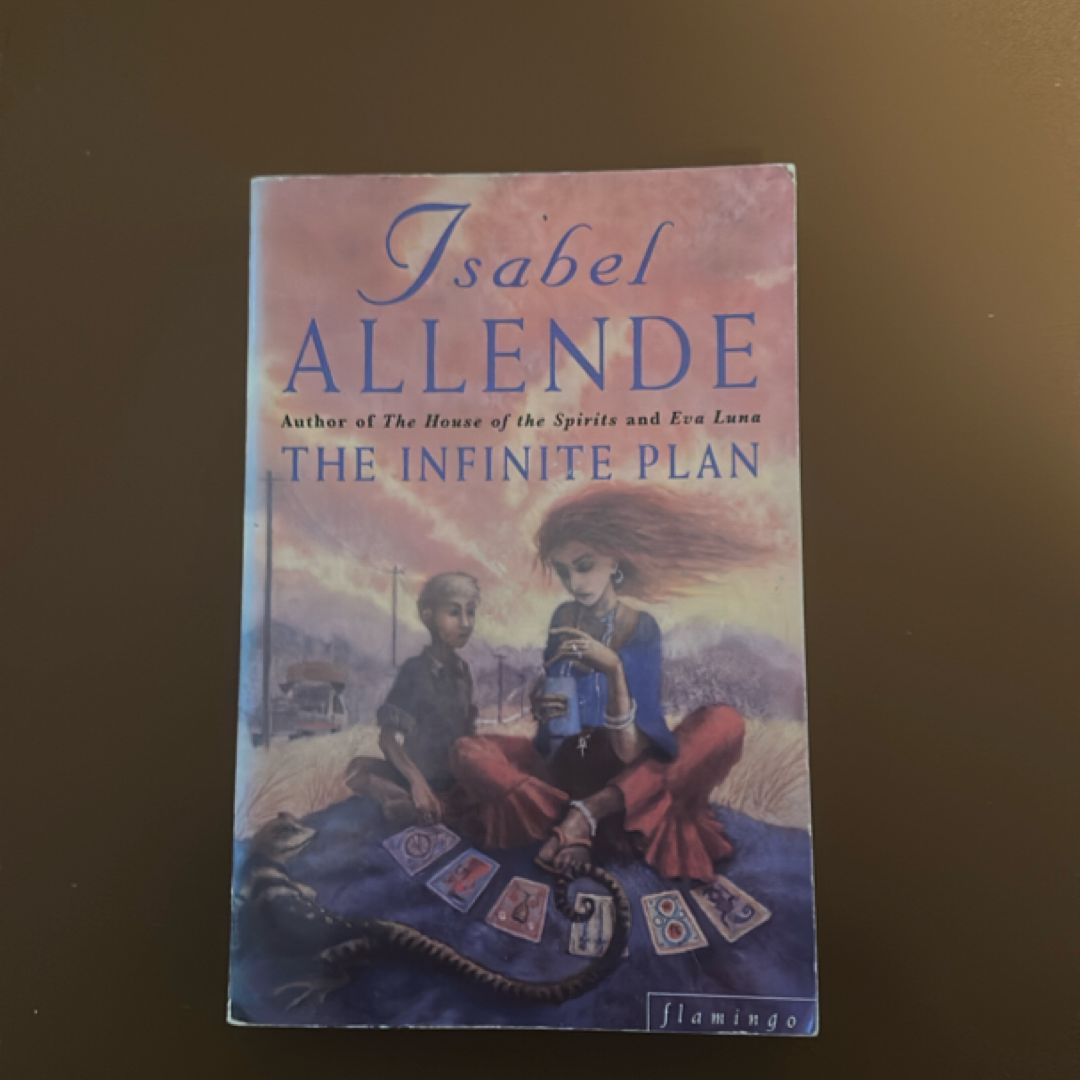 Isabel
ALLENDE
Author of The House of the Spirits and Eva Luna
THE INFINITE PLAN
flamingo